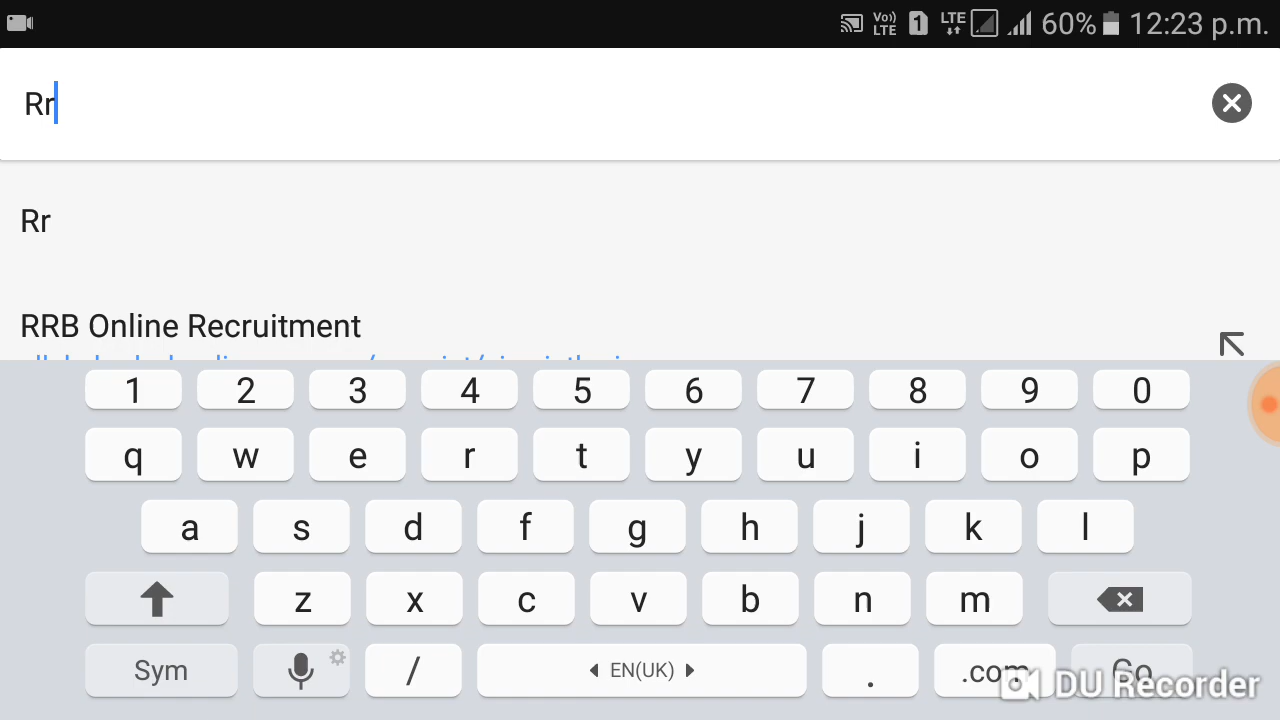 Vo) LTE 1 LTE 60% 12:23 p.m.
Rr
Rr
RRB Online Recruitment
1 2 3 4 5 6 7 8 9 0
q w e r t y u i o p
a s d f g h j k l
z x c v b n m
Sym / EN(UK) . .com Go
DU Recorder